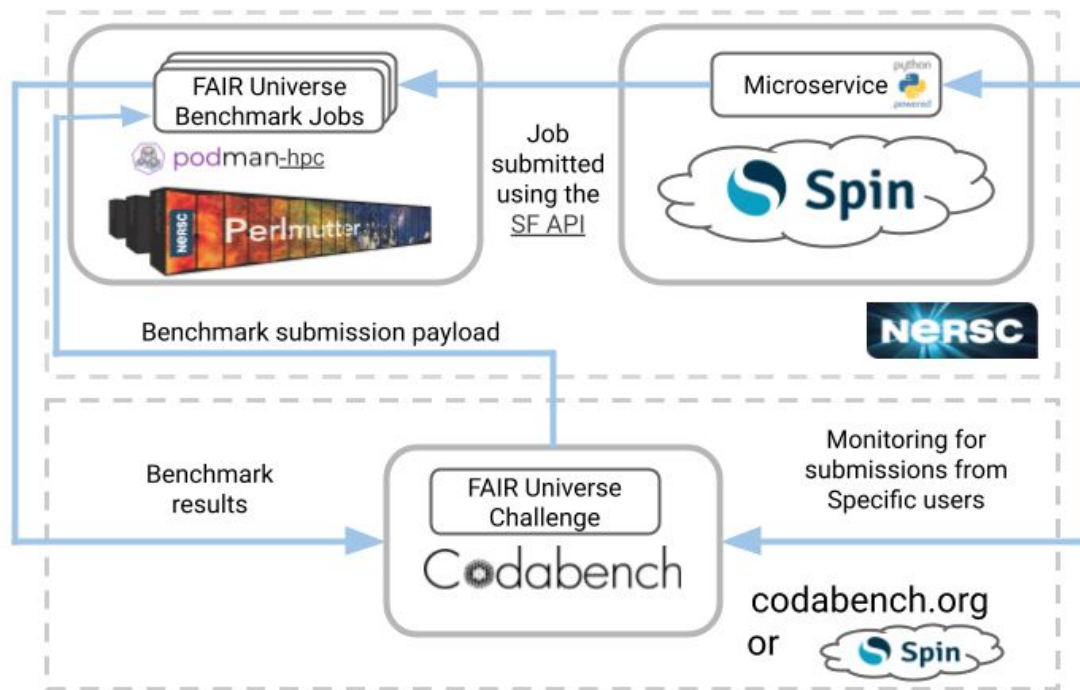 FAIR Universe
Benchmark Jobs
podman-hpc
NERSC
Perlmutter
Job
submitted
using the
SF API
Microservice
python
powered
Spin
Benchmark submission payload
NERSC
Benchmark
results
FAIR Universe
Challenge
Codabench
Monitoring for
submissions from
Specific users
codabench.org
or
Spin